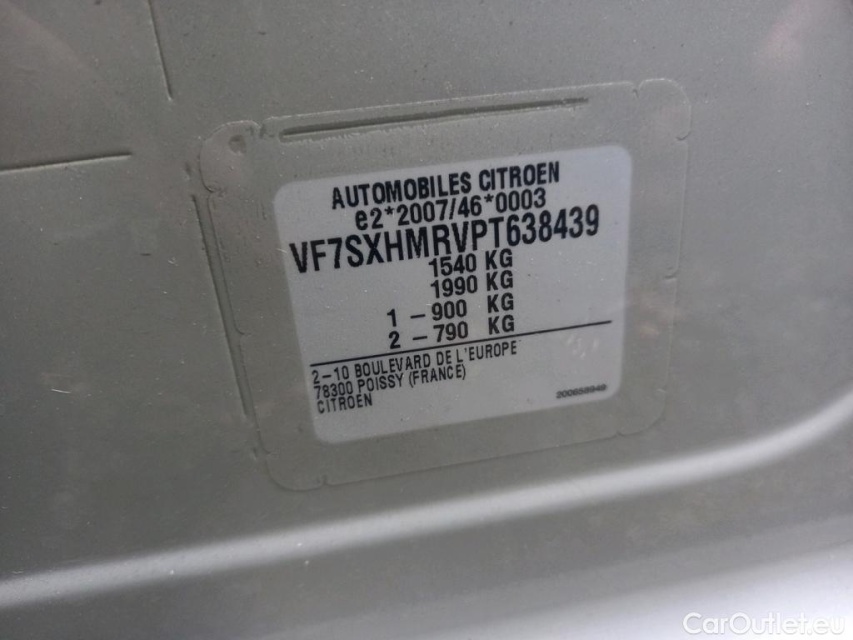 AUTOMOBILES CITROEN
e2*2007/46*0003
VF7SXHMRVPT638439
1540 KG
1990 KG
1 - 900 KG
2 - 790 KG
2-10 BOULEVARD DE L'EUROPE
78300 POISSY (FRANCE)
CITROEN
200658949
CarOutlet.eu